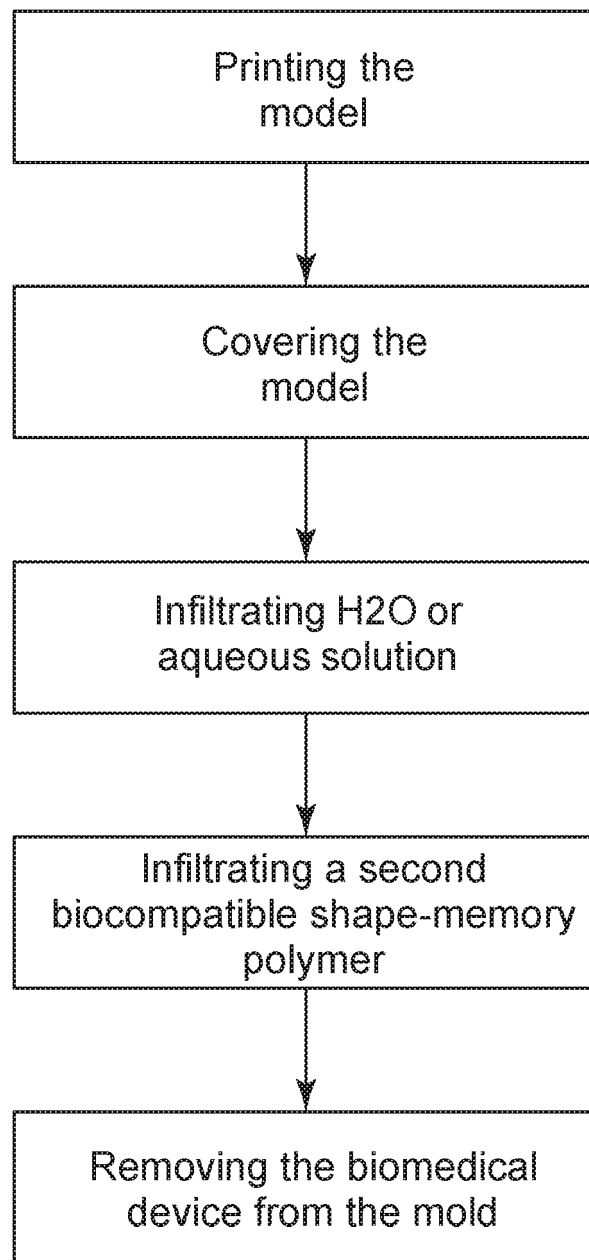 Printing the
model
Covering the
model
Infiltrating H2O or
aqueous solution
Infiltrating a second
biocompatible shape-memory
polymer
Removing the biomedical
device from the mold